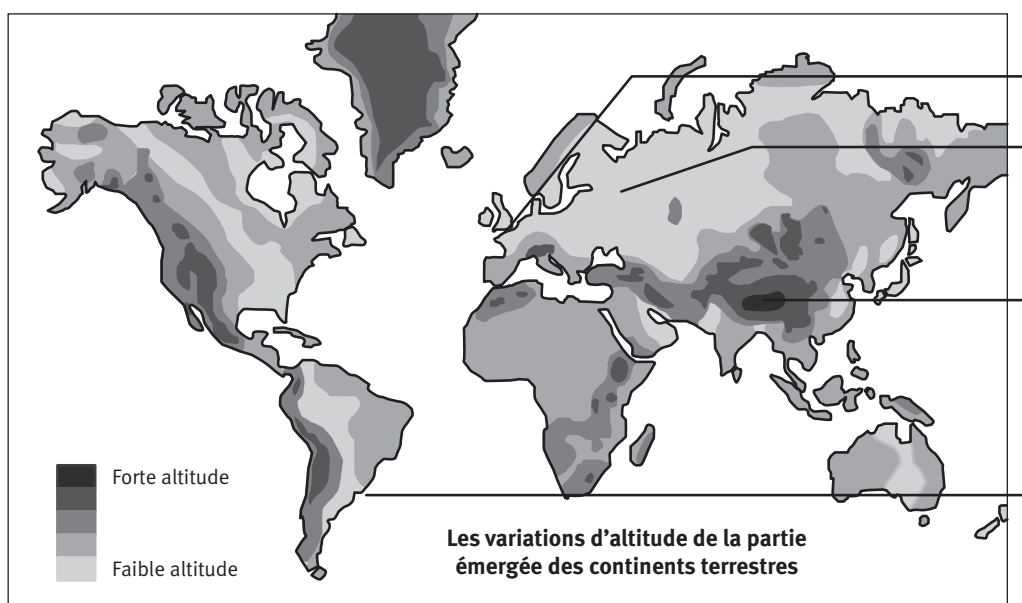 Forte altitude
Faible altitude
Les variations d’altitude de la partie
émergée des continents terrestres